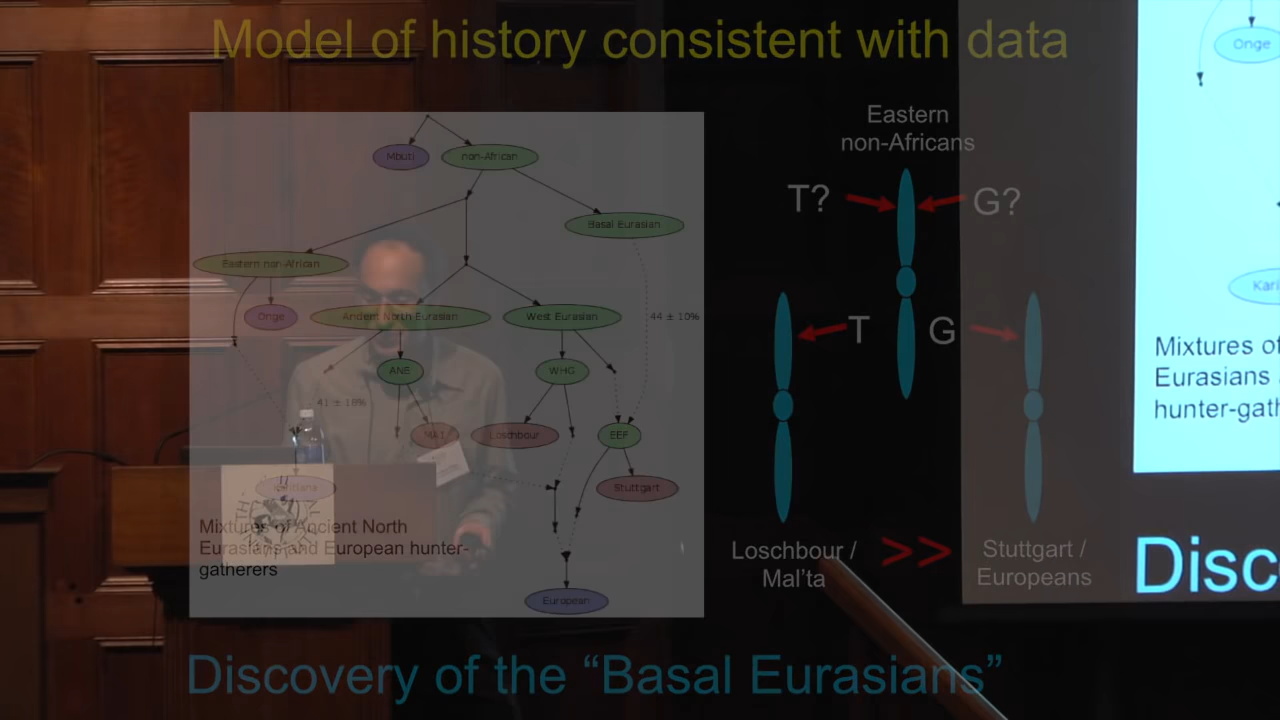 Model of history consistent with data
Onge
Eastern
non-Africans
Mbuti
non-African
T?
G?
Basal Eurasian
Eastern non-African
Onge
Ancient North Eurasian
West Eurasian
44 ± 10%
T
G
ANE
WHG
41 ± 18%
MA1
Loschbour
EEF
Stuttgart
Karitiana
Kari
Mixtures of Ancient North
Eurasians and European hunter-
gatherers
Mixtures of
Eurasians
hunter-gath
Loschbour /
Mal'ta
>>
Stuttgart /
Europeans
European
Disc
Discovery of the “Basal Eurasians”